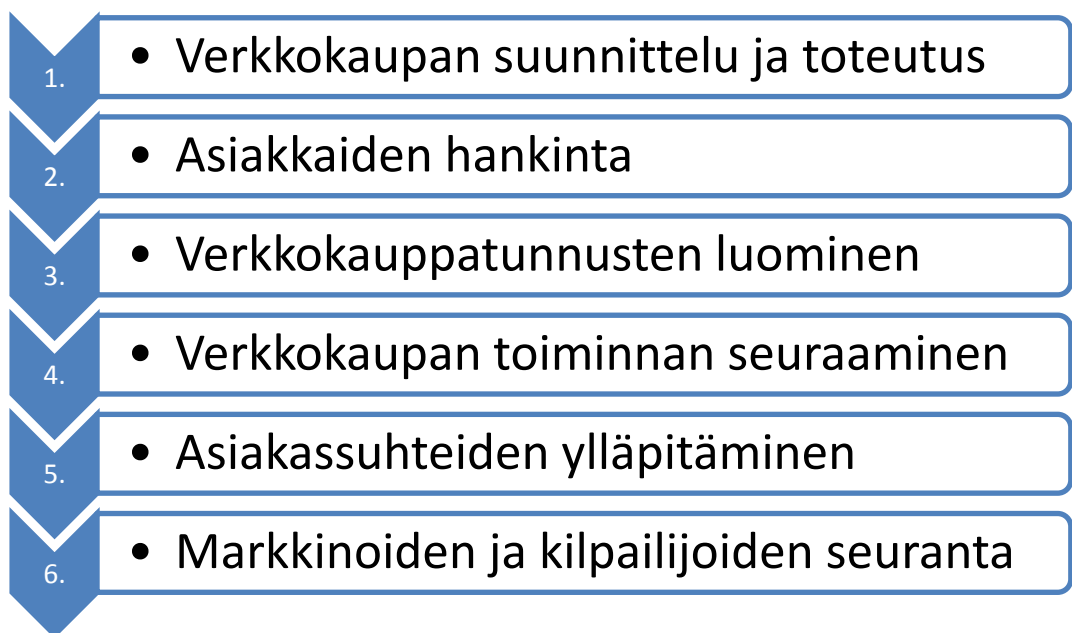 1. • Verkkokaupan suunnittelu ja toteutus
2. • Asiakkaiden hankinta
3. • Verkkokauppatunnusten luominen
4. • Verkkokaupan toiminnan seuraaminen
5. • Asiakassuhteiden ylläpitäminen
6. • Markkinoiden ja kilpailijoiden seuranta